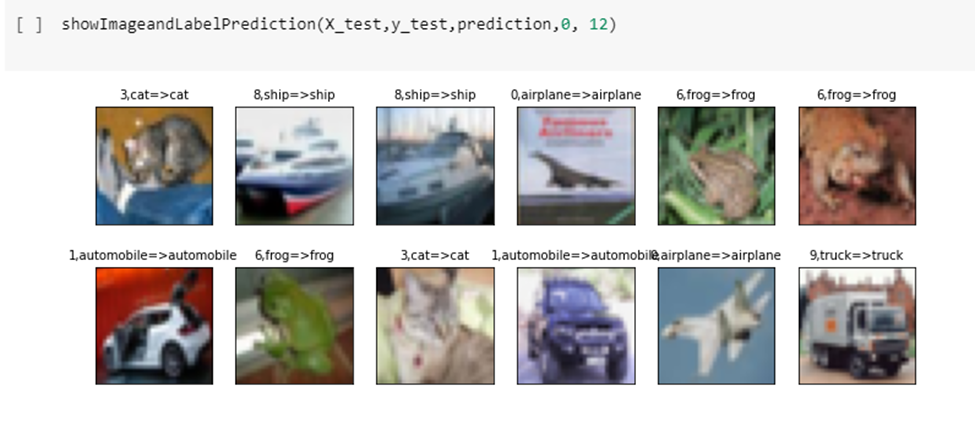 [ ] showImageandLabelPrediction(X_test,y_test,prediction,0, 12)
3,cat=>cat 8,ship=>ship 8,ship=>ship 0,airplane=>airplane 6,frog=>frog 6,frog=>frog
1,automobile=>automobile 6,frog=>frog 3,cat=>cat 1,automobile=>automobile 0,airplane=>airplane 9,truck=>truck